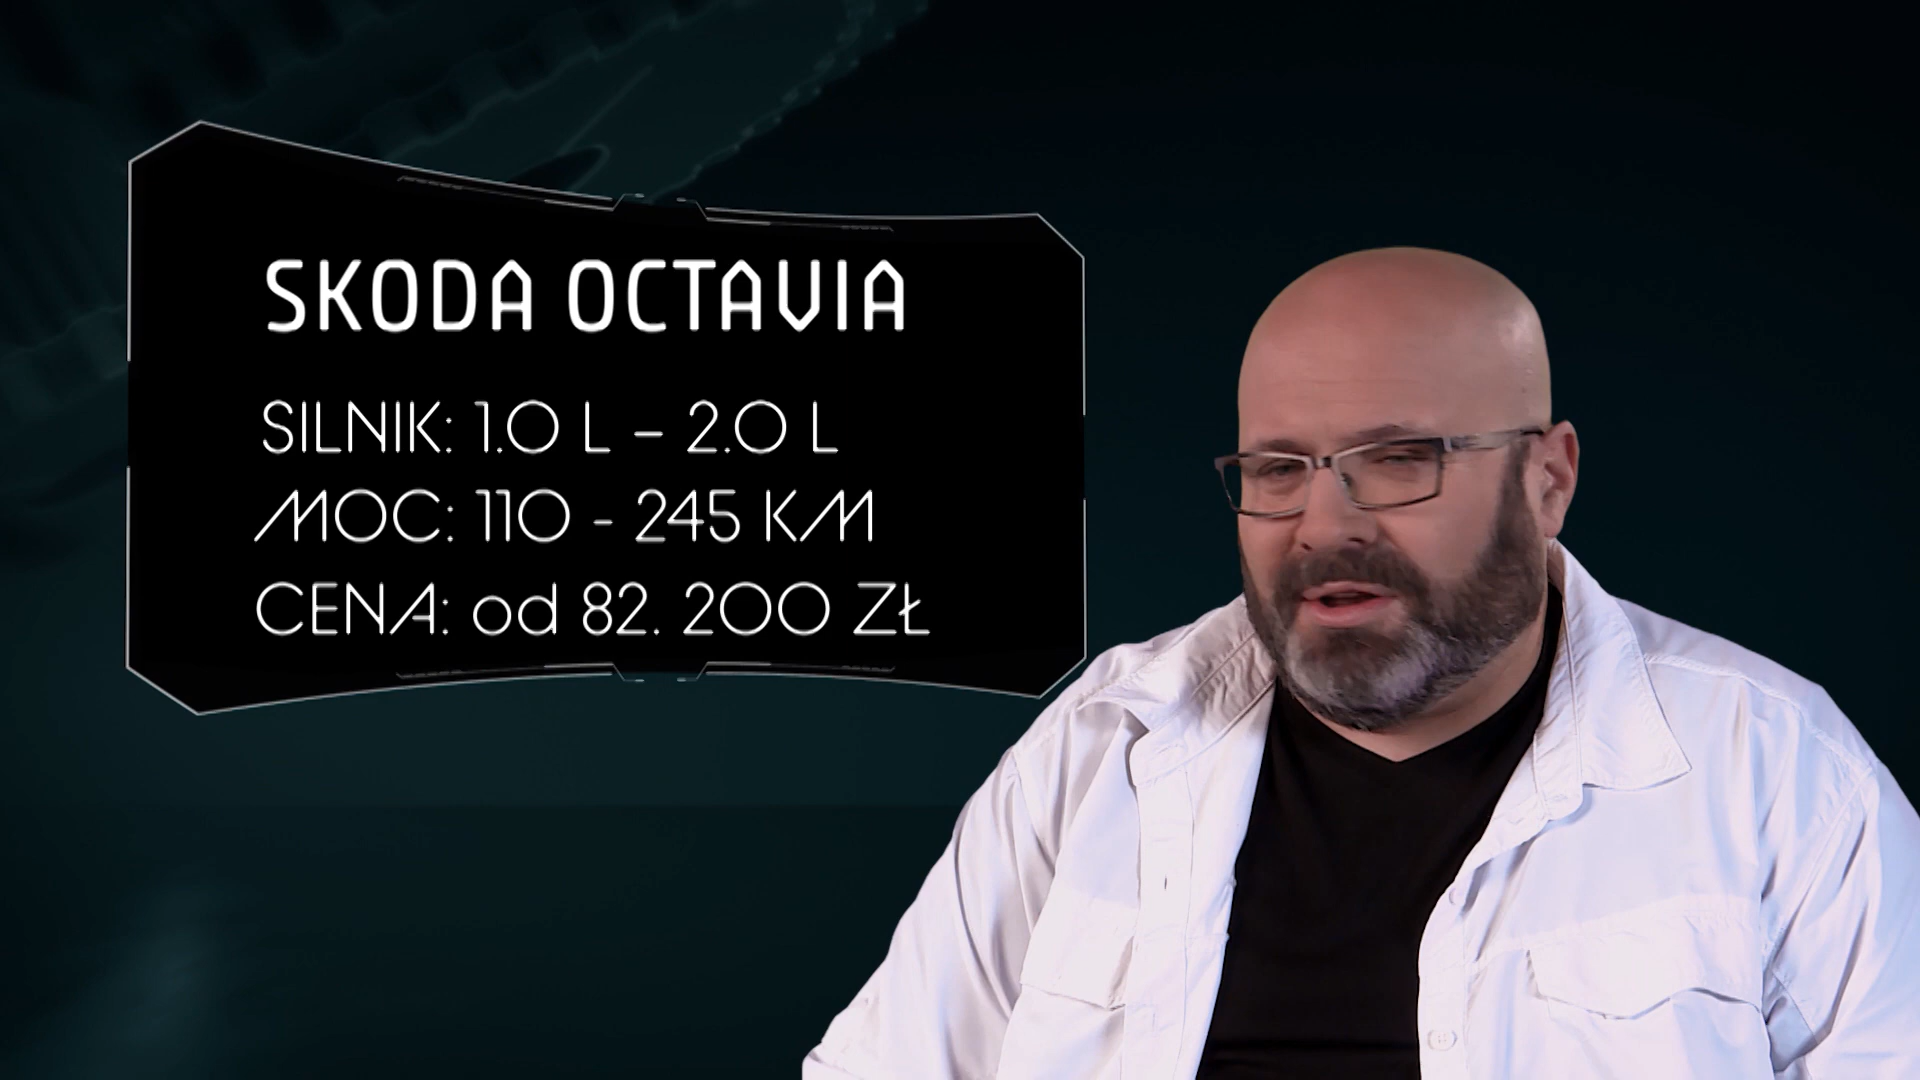 SKODA OCTAVIA
SILNIK: 1.0 L – 2.0 L
MOC: 110 - 245 KM
CENA: od 82. 200 ZŁ